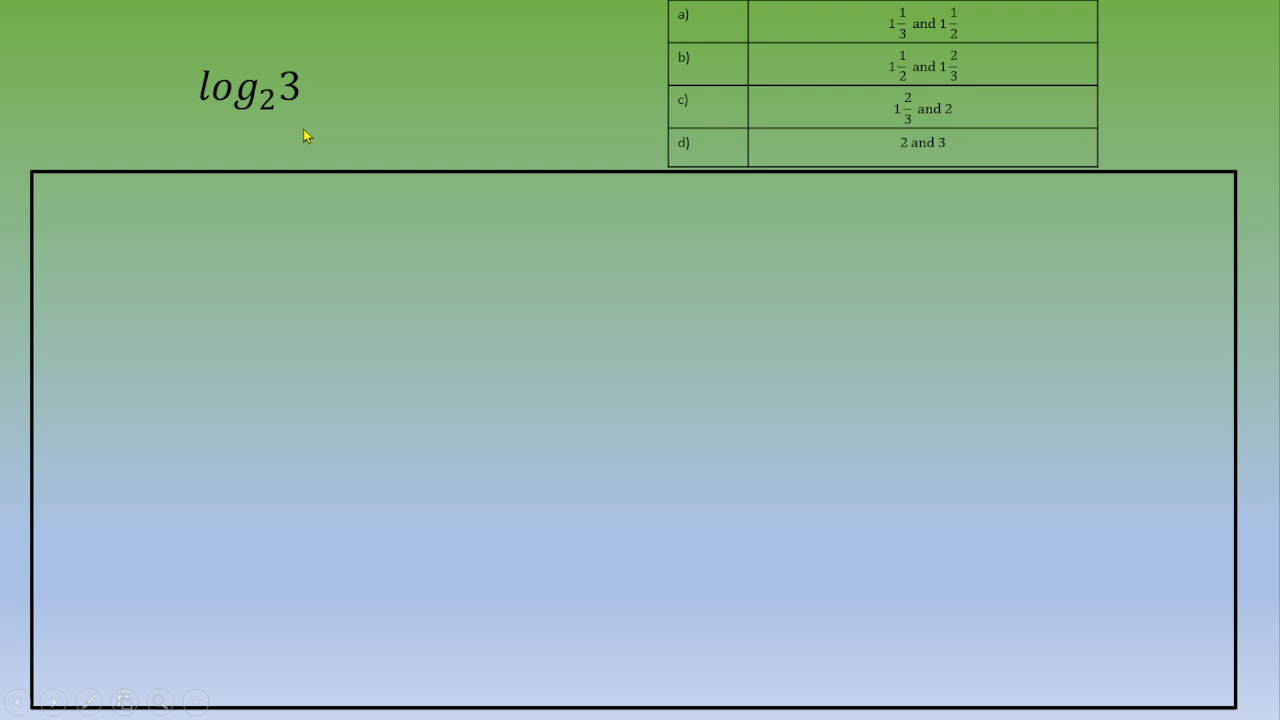 log₂3
a) 1 1/3 and 1 1/2
b) 1 1/2 and 1 2/3
c) 1 2/3 and 2
d) 2 and 3